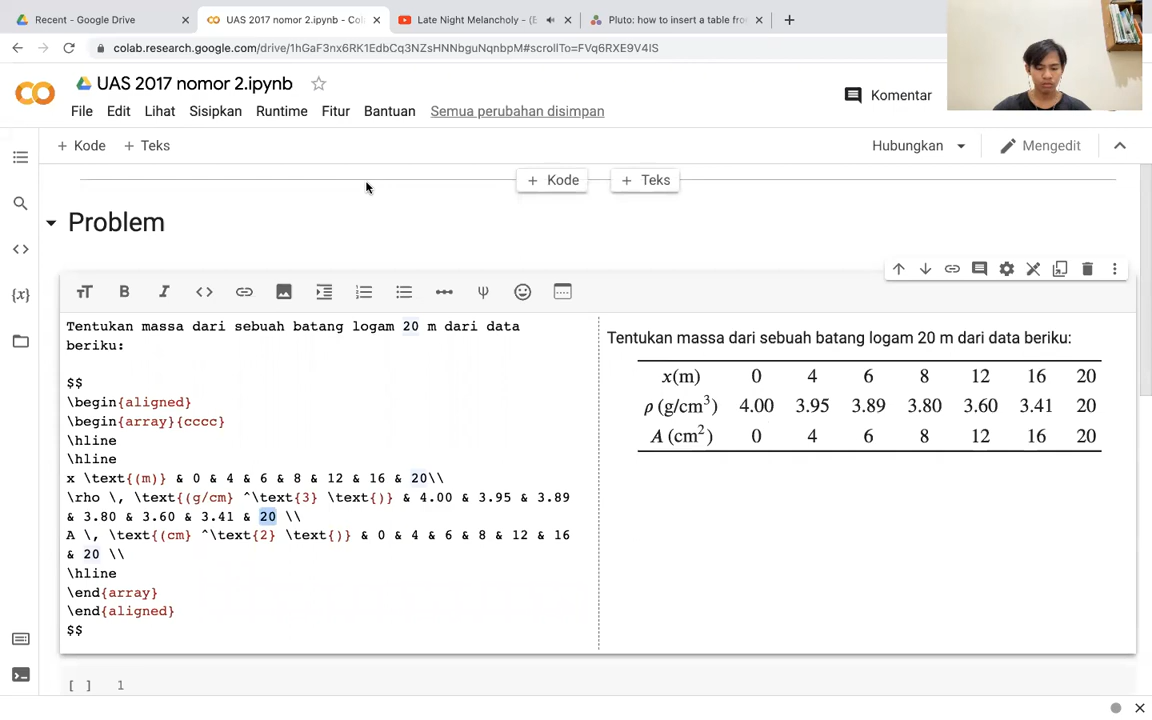 Recent - Google Drive
UAS 2017 nomor 2.ipynb - Col
Late Night Melancholy - (E
Pluto: how to insert a table from
colab.research.google.com/drive/1hGaF3nx6RK1EdbCq3NZsHNNbguNqnbpM#scrollTo=FVq6RXE9V4IS
UAS 2017 nomor 2.ipynb
Komentar
File Edit Lihat Sisipkan Runtime Fitur Bantuan Semua perubahan disimpan
+ Kode + Teks
Hubungkan
Mengedit
+ Kode
+ Teks
Problem
Tentukan massa dari sebuah batang logam 20 m dari data
beriku:
$$
\begin{aligned}
\begin{array}{cccc}
\hline
\hline
x \text{(m)} & 0 & 4 & 6 & 8 & 12 & 16 & 20\\
\rho \, \text{(g/cm} ^\text{3} \text{)} & 4.00 & 3.95 & 3.89
& 3.80 & 3.60 & 3.41 & 20 \\
A \, \text{(cm} ^\text{2} \text{)} & 0 & 4 & 6 & 8 & 12 & 16
& 20 \\
\hline
\end{array}
\end{aligned}
$$
Tentukan massa dari sebuah batang logam 20 m dari data beriku:
x(m) 0 4 6 8 12 16 20
ρ (g/cm³) 4.00 3.95 3.89 3.80 3.60 3.41 20
A (cm²) 0 4 6 8 12 16 20
[ ] 1